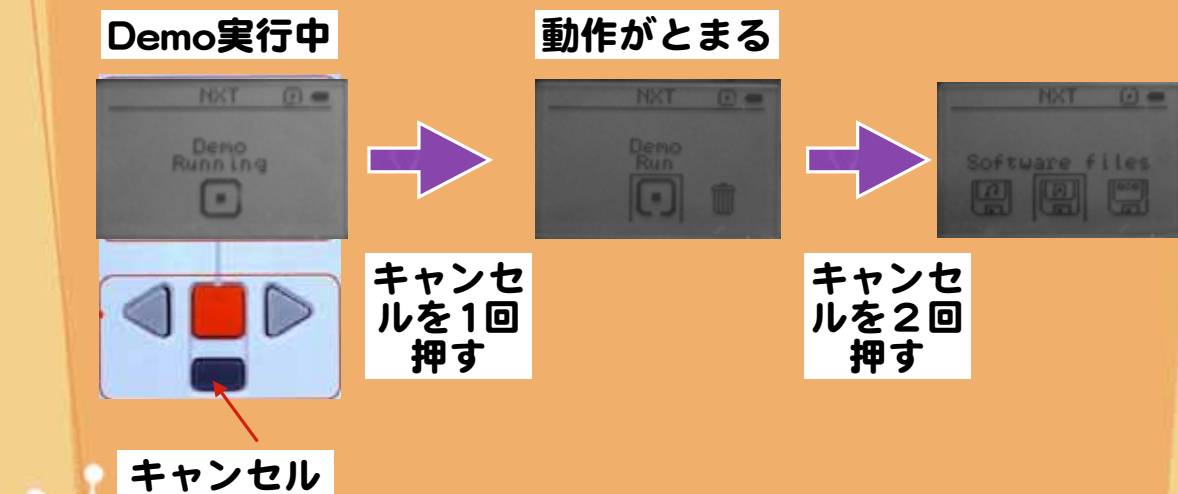 Demo実行中
動作がとまる
NXT
Demo
Running
NXT
Demo
Run
NXT
Software files
キャンセ
ルを1回
押す
キャンセ
ルを２回
押す
キャンセル